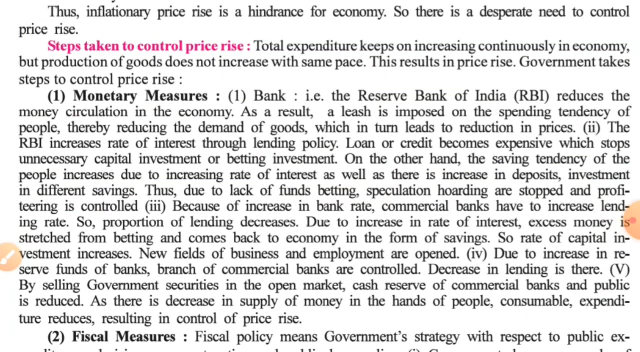 Thus, inflationary price rise is a hindrance for economy. So there is a desperate need to control
price rise.
Steps taken to control price rise : Total expenditure keeps on increasing continuously in economy,
but production of goods does not increase with same pace. This results in price rise. Government takes
steps to control price rise :
(1) Monetary Measures : (1) Bank : i.e. the Reserve Bank of India (RBI) reduces the
money circulation in the economy. As a result, a leash is imposed on the spending tendency of
people, thereby reducing the demand of goods, which in turn leads to reduction in prices. (ii) The
RBI increases rate of interest through lending policy. Loan or credit becomes expensive which stops
unnecessary capital investment or betting investment. On the other hand, the saving tendency of the
people increases due to increasing rate of interest as well as there is increase in deposits, investment
in different savings. Thus, due to lack of funds betting, speculation hoarding are stopped and profi-
teering is controlled (iii) Because of increase in bank rate, commercial banks have to increase lend-
ing rate. So, proportion of lending decreases. Due to increase in rate of interest, excess money is
stretched from betting and comes back to economy in the form of savings. So rate of capital in-
vestment increases. New fields of business and employment are opened. (iv) Due to increase in re-
serve funds of banks, branch of commercial banks are controlled. Decrease in lending is there. (V)
By selling Government securities in the open market, cash reserve of commercial banks and public
is reduced. As there is decrease in supply of money in the hands of people, consumable, expendi-
ture reduces, resulting in control of price rise.
(2) Fiscal Measures : Fiscal policy means Government's strategy with respect to public ex-